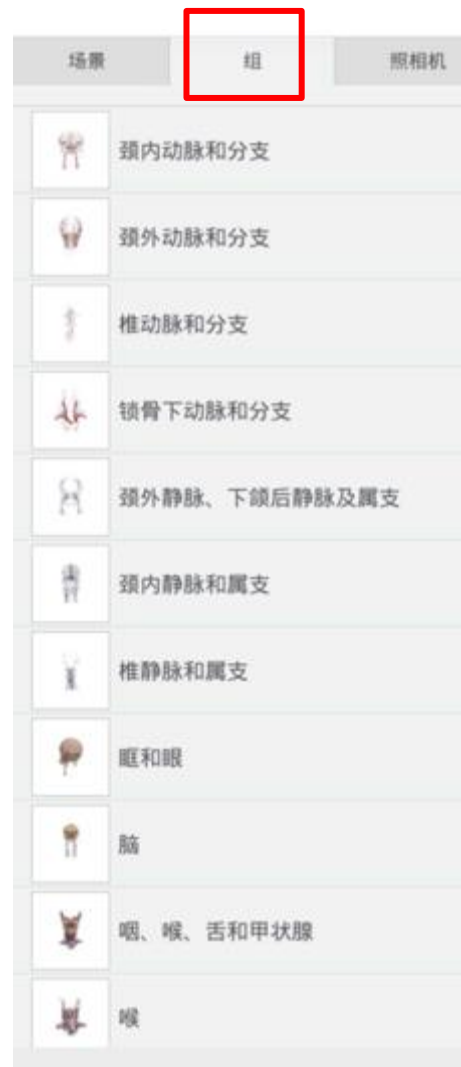 场景 组 照相机
颈内动脉和分支
颈外动脉和分支
椎动脉和分支
锁骨下动脉和分支
颈外静脉、下颌后静脉及属支
颈内静脉和属支
椎静脉和属支
眶和眼
脑
咽、喉、舌和甲状腺
喉